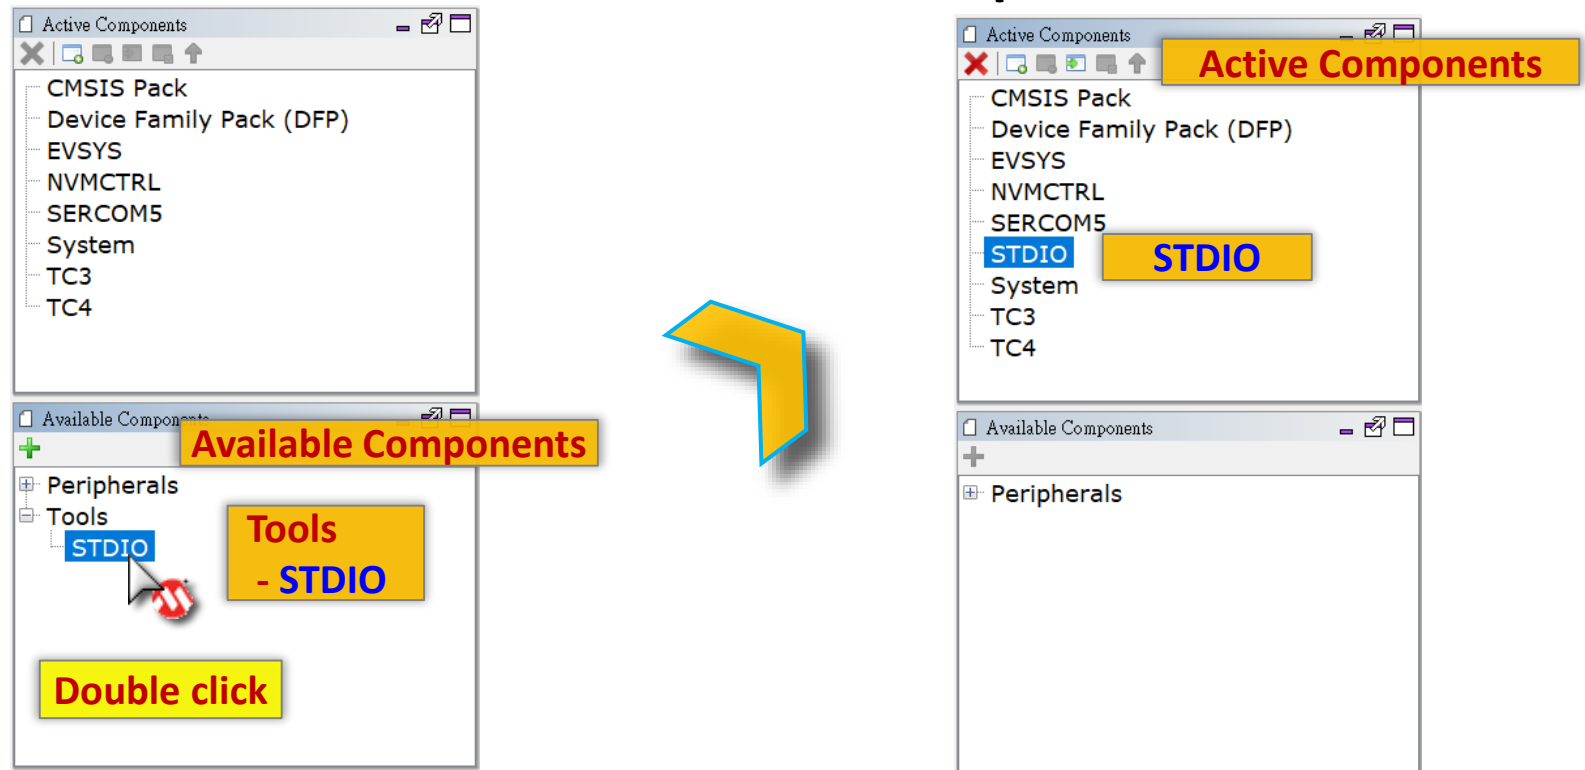 Active Components
CMSIS Pack
Device Family Pack (DFP)
EVSYS
NVMCTRL
SERCOM5
System
TC3
TC4
Available Components
Available Components
Peripherals
Tools
STDIO
Tools
- STDIO
Double click
Active Components
Active Components
CMSIS Pack
Device Family Pack (DFP)
EVSYS
NVMCTRL
SERCOM5
STDIO
STDIO
System
TC3
TC4
Available Components
Peripherals